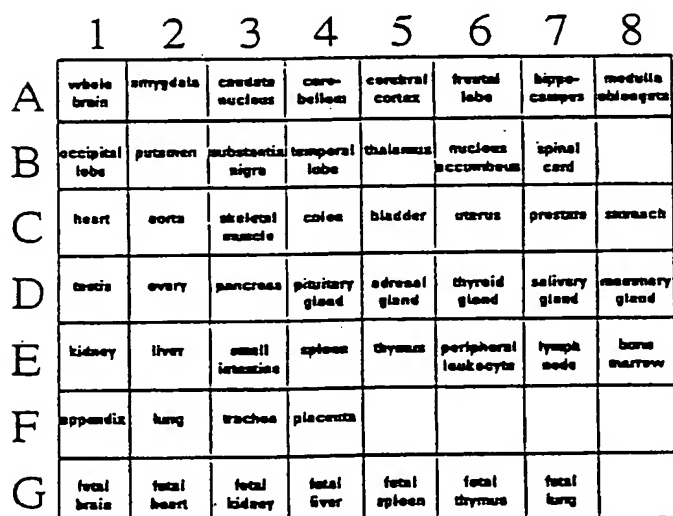 1 2 3 4 5 6 7 8
A
whole
brain
amygdala
caudate
nucleus
cere-
bellum
cerebral
cortex
frontal
lobe
hippo-
campus
medulla
oblongata
B
occipital
lobe
putamen
substantia
nigra
temporal
lobe
thalamus
nucleus
accumbeus
spinal
cord
C
heart
aorta
skeletal
muscle
colon
bladder
uterus
prostate
stomach
D
testis
ovary
pancreas
pituitary
gland
adrenal
gland
thyroid
gland
salivary
gland
mammary
gland
E
kidney
liver
small
intestine
spleen
thymus
peripheral
leukocyte
lymph
node
bone
marrow
F
appendix
lung
trachea
placenta
G
fetal
brain
fetal
heart
fetal
kidney
fetal
liver
fetal
spleen
fetal
thymus
fetal
lung